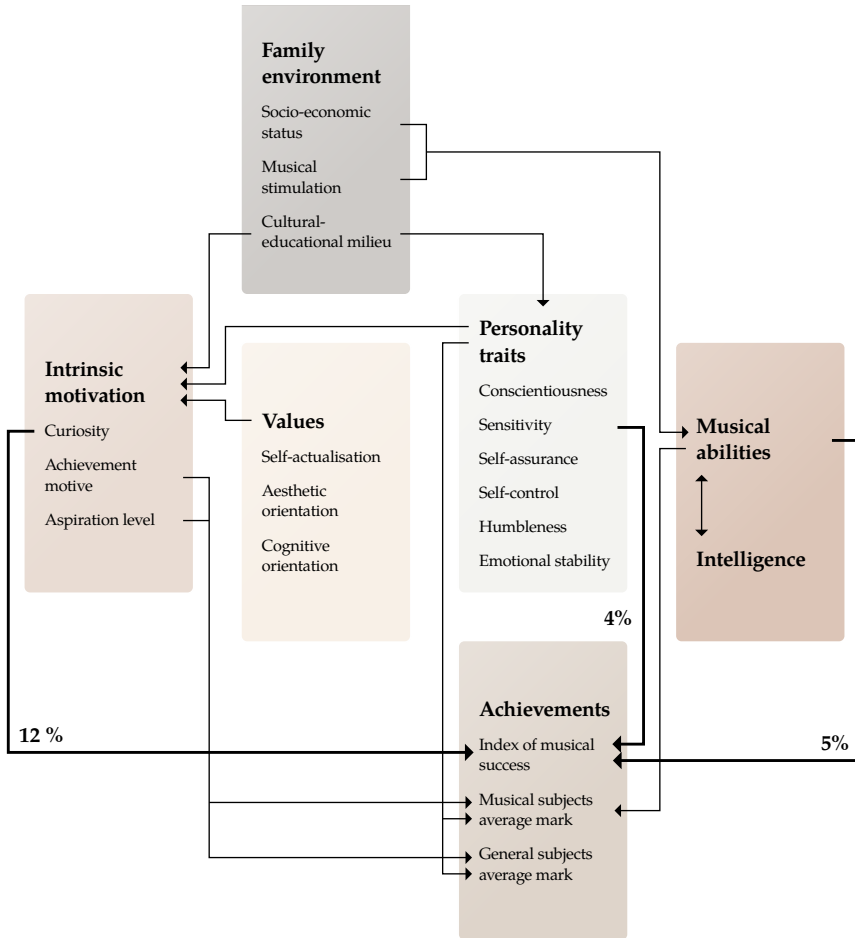 Family
environment
Socio-economic
status
Musical
stimulation
Cultural-
educational milieu
Intrinsic
motivation
Curiosity
Achievement
motive
Aspiration level
Values
Self-actualisation
Aesthetic
orientation
Cognitive
orientation
Personality
traits
Conscientiousness
Sensitivity
Self-assurance
Self-control
Humbleness
Emotional stability
Musical
abilities
Intelligence
4%
12 %
5%
Achievements
Index of musical
success
Musical subjects
average mark
General subjects
average mark